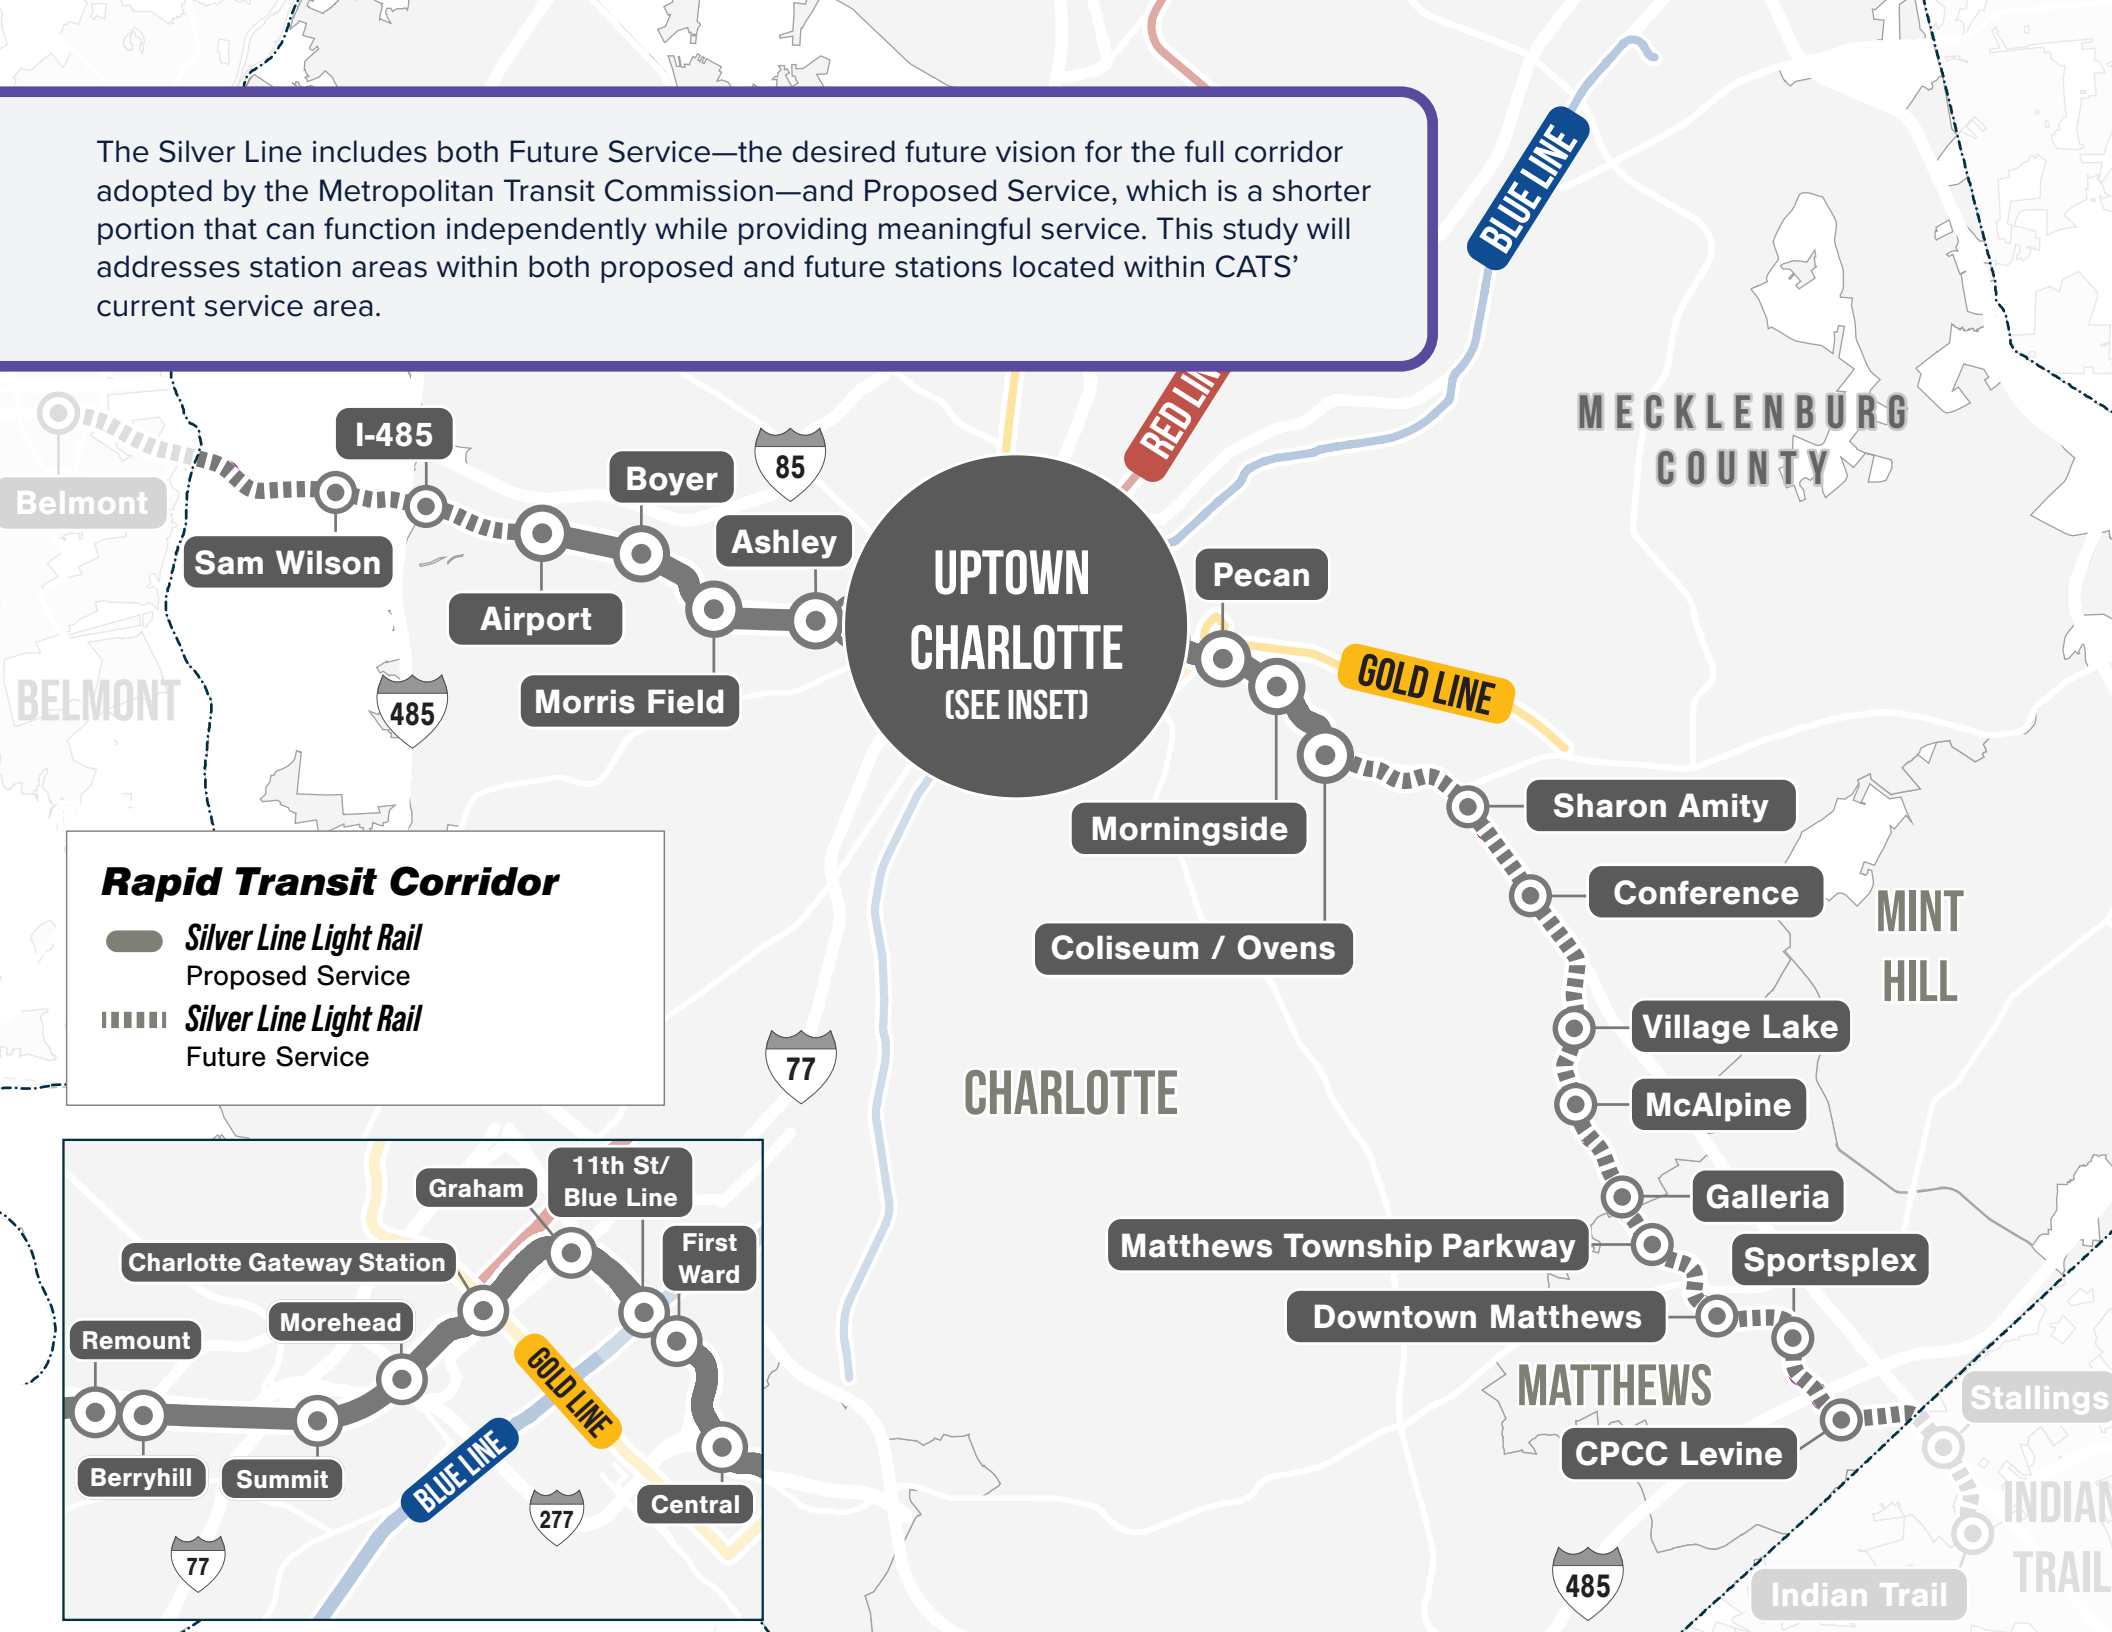 The Silver Line includes both Future Service—the desired future vision for the full corridor
adopted by the Metropolitan Transit Commission—and Proposed Service, which is a shorter
portion that can function independently while providing meaningful service. This study will
addresses station areas within both proposed and future stations located within CATS’
current service area.
BLUE LINE
RED LIN
MECKLENBURG
COUNTY
I-485
Boyer
85
Belmont
Ashley
Sam Wilson
Airport
Morris Field
UPTOWN
CHARLOTTE
(SEE INSET)
Pecan
GOLD LINE
BELMONT
485
Morningside
Sharon Amity
Coliseum / Ovens
Conference
MINT
HILL
Village Lake
McAlpine
Rapid Transit Corridor
Silver Line Light Rail
Proposed Service
Silver Line Light Rail
Future Service
77
CHARLOTTE
Galleria
Matthews Township Parkway
Sportsplex
Downtown Matthews
MATTHEWS
CPCC Levine
Stallings
INDIAN
TRAIL
Indian Trail
485
Graham
11th St/
Blue Line
First
Ward
Charlotte Gateway Station
Morehead
Remount
GOLD LINE
BLUE LINE
Berryhill
Summit
Central
277
77